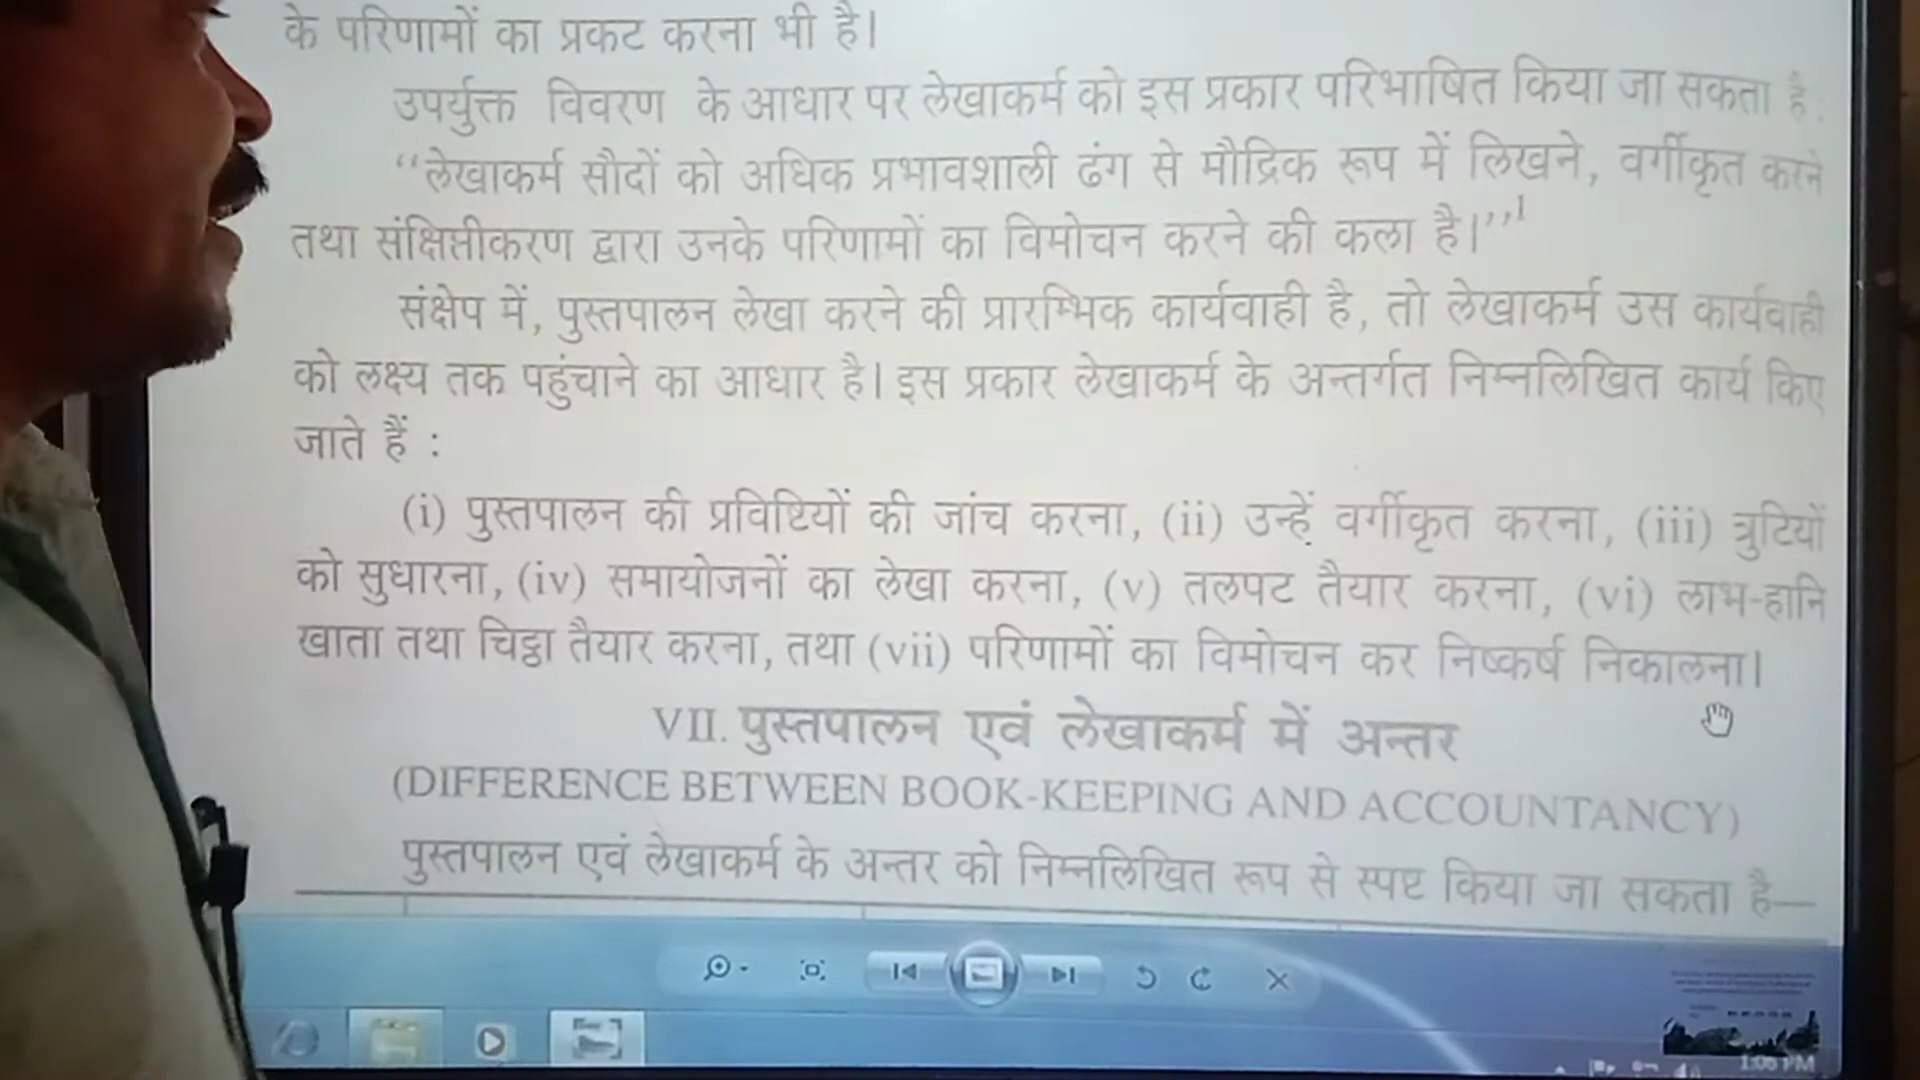 के परिणामों का प्रकट करना भी है।
उपर्युक्त विवरण के आधार पर लेखाकर्म को इस प्रकार परिभाषित किया जा सकता है :
“लेखाकर्म सौदों को अधिक प्रभावशाली ढंग से मौद्रिक रूप में लिखने, वर्गीकृत करने
तथा संक्षिप्तीकरण द्वारा उनके परिणामों का विमोचन करने की कला है।”¹
संक्षेप में, पुस्तपालन लेखा करने की प्रारम्भिक कार्यवाही है, तो लेखाकर्म उस कार्यवाही
को लक्ष्य तक पहुंचाने का आधार है। इस प्रकार लेखाकर्म के अन्तर्गत निम्नलिखित कार्य किए
जाते हैं :
(i) पुस्तपालन की प्रविष्टियों की जांच करना, (ii) उन्हें वर्गीकृत करना, (iii) त्रुटियों
को सुधारना, (iv) समायोजनों का लेखा करना, (v) तलपट तैयार करना, (vi) लाभ-हानि
खाता तथा चिट्ठा तैयार करना, तथा (vii) परिणामों का विमोचन कर निष्कर्ष निकालना।
VII. पुस्तपालन एवं लेखाकर्म में अन्तर
(DIFFERENCE BETWEEN BOOK-KEEPING AND ACCOUNTANCY)
पुस्तपालन एवं लेखाकर्म के अन्तर को निम्नलिखित रूप से स्पष्ट किया जा सकता है—
1:06 PM